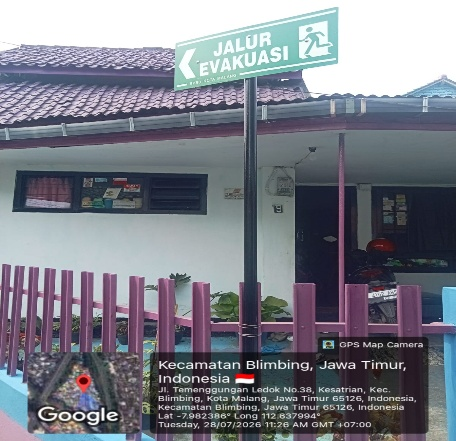 JALUR
EVAKUASI
9
GPS Map Camera
Kecamatan Blimbing, Jawa Timur,
Indonesia
Jl. Temenggungan Ledok No.38, Kesatrian, Kec.
Blimbing, Kota Malang, Jawa Timur 65126, Indonesia,
Kecamatan Blimbing, Jawa Timur 65126, Indonesia
Lat -7.982386° Long 112.637994°
Tuesday, 28/07/2026 11:26 AM GMT +07:00
Google